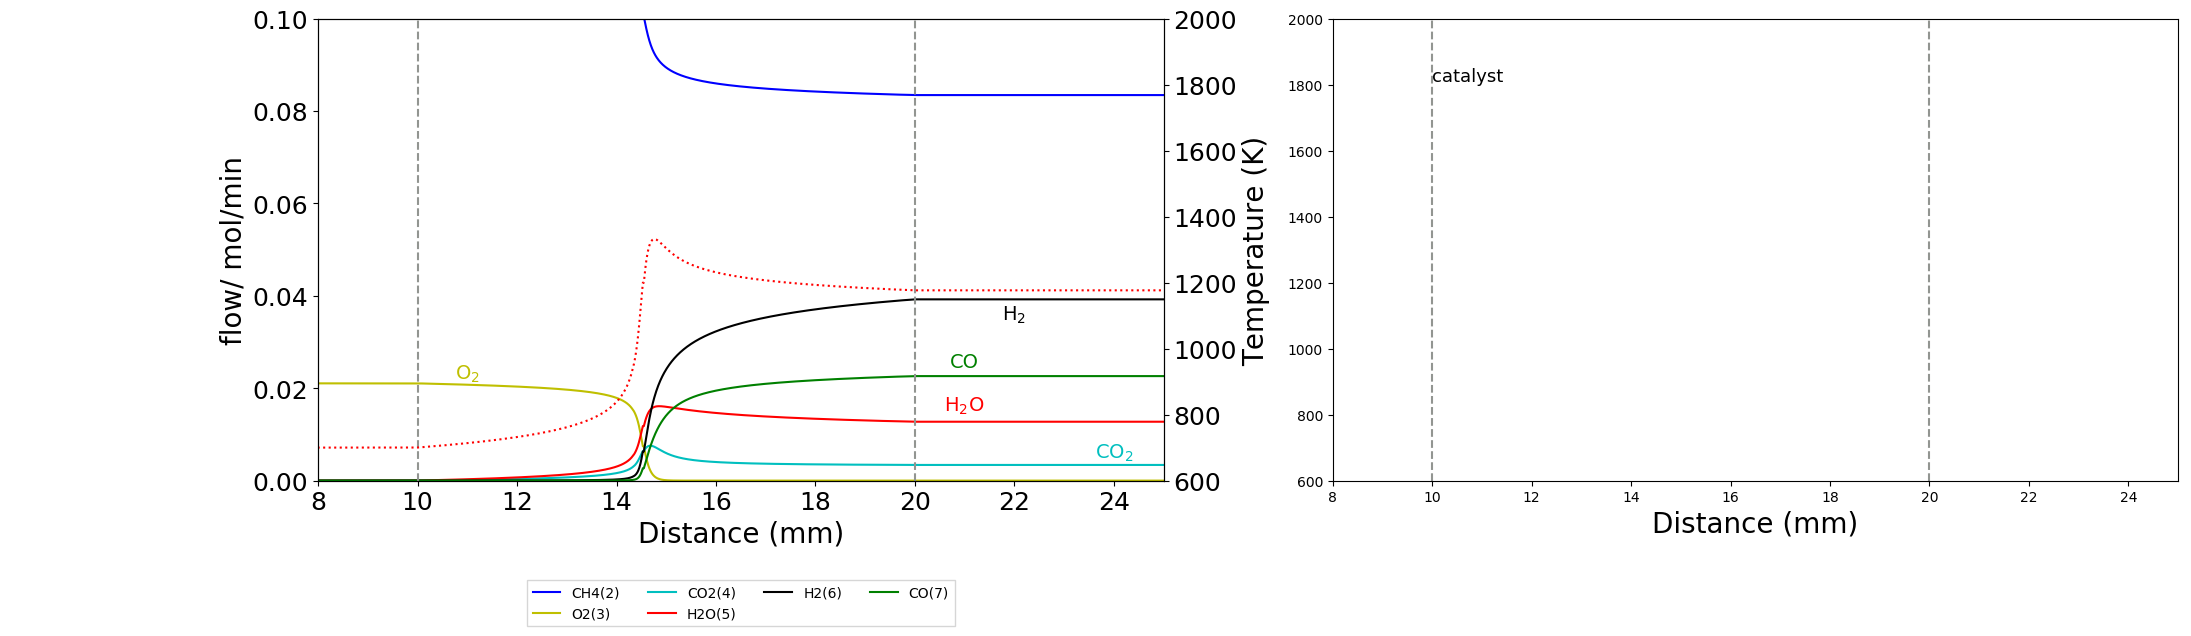 0.10
0.08
0.06
0.04
0.02
0.00
flow/ mol/min
8 10 12 14 16 18 20 22 24
Distance (mm)
O₂
H₂
CO
H₂O
CO₂
2000
1800
1600
1400
1200
1000
800
600
Temperature (K)
CH4(2) CO2(4) H2(6) CO(7)
O2(3) H2O(5)
2000
1800
1600
1400
1200
1000
800
600
catalyst
8 10 12 14 16 18 20 22 24
Distance (mm)